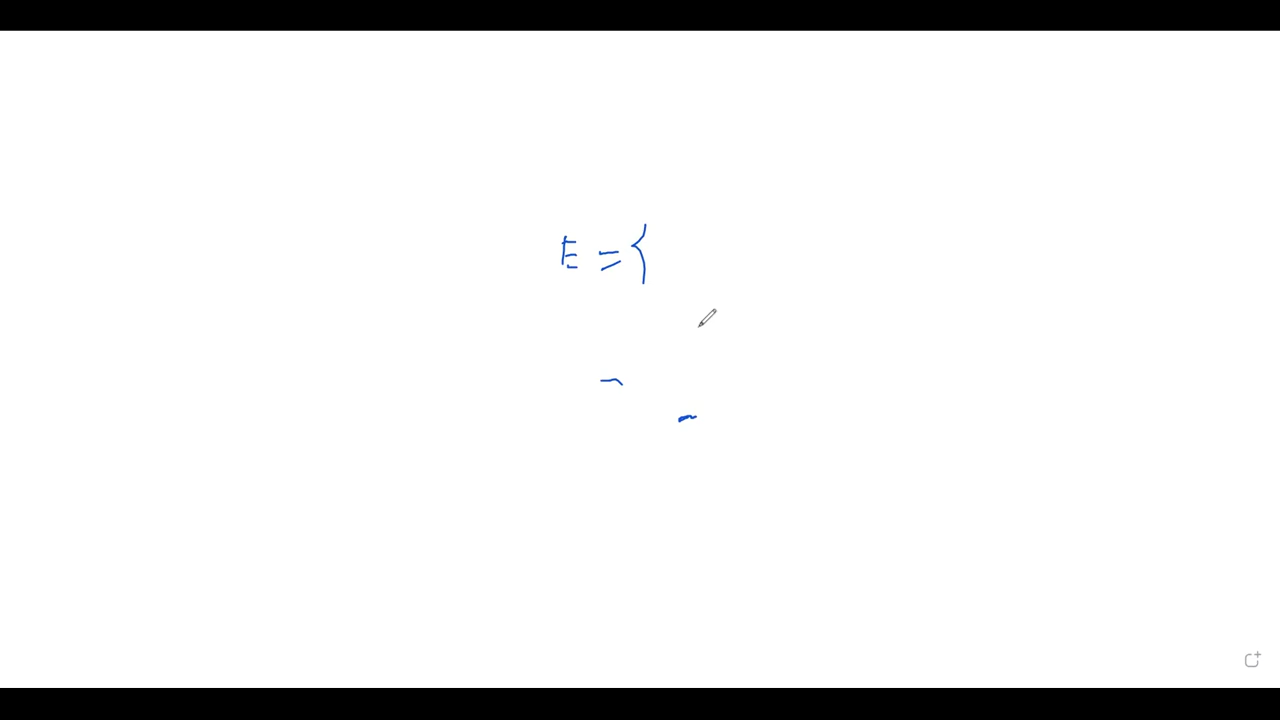 E = {